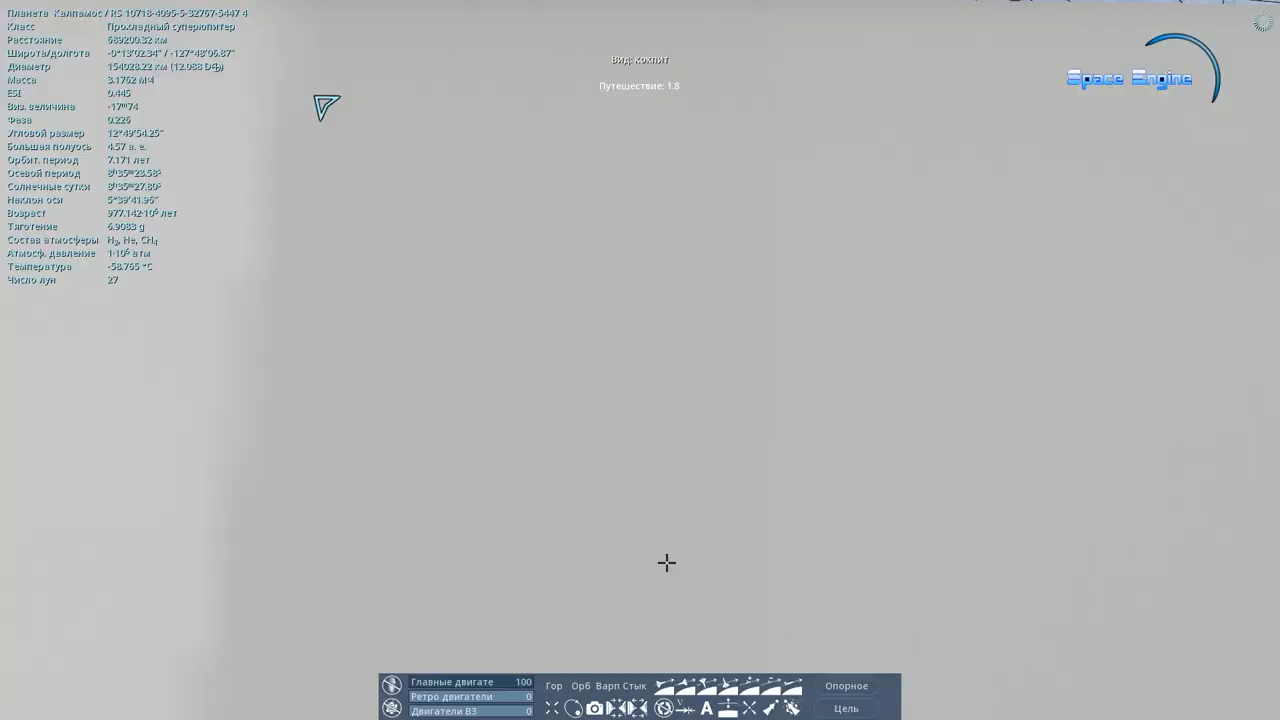 Планета Калпамос / RS 10718-4095-5-32767-5447 4
Класс Прохладный суперюпитер
Расстояние 689200.32 км
Широта/долгота -0°13'02.34" / -127°48'06.87"
Диаметр 154028.22 км (12.088 D⊕)
Масса 3.1762 M♃
ESI 0.445
Виз. величина -17ᵐ74
Фаза 0.226
Угловой размер 12°49'54.25"
Большая полуось 4.57 а. е.
Орбит. период 7.171 лет
Осевой период 8ʰ35ᵐ23.58ˢ
Солнечные сутки 8ʰ35ᵐ27.80ˢ
Наклон оси 5°39'41.96"
Возраст 977.142·10⁶ лет
Тяготение 6.9083 g
Состав атмосферы H₂, He, CH₄
Атмосф. давление 1·10⁶ атм
Температура -58.765 °C
Число лун 27
Вид: кокпит
Путешествие: 1.8
Space Engine
Главные двигате 100
Ретро двигатели 0
Двигатели ВЗ 0
Гор Орб Варп Стык
A
Опорное
Цель